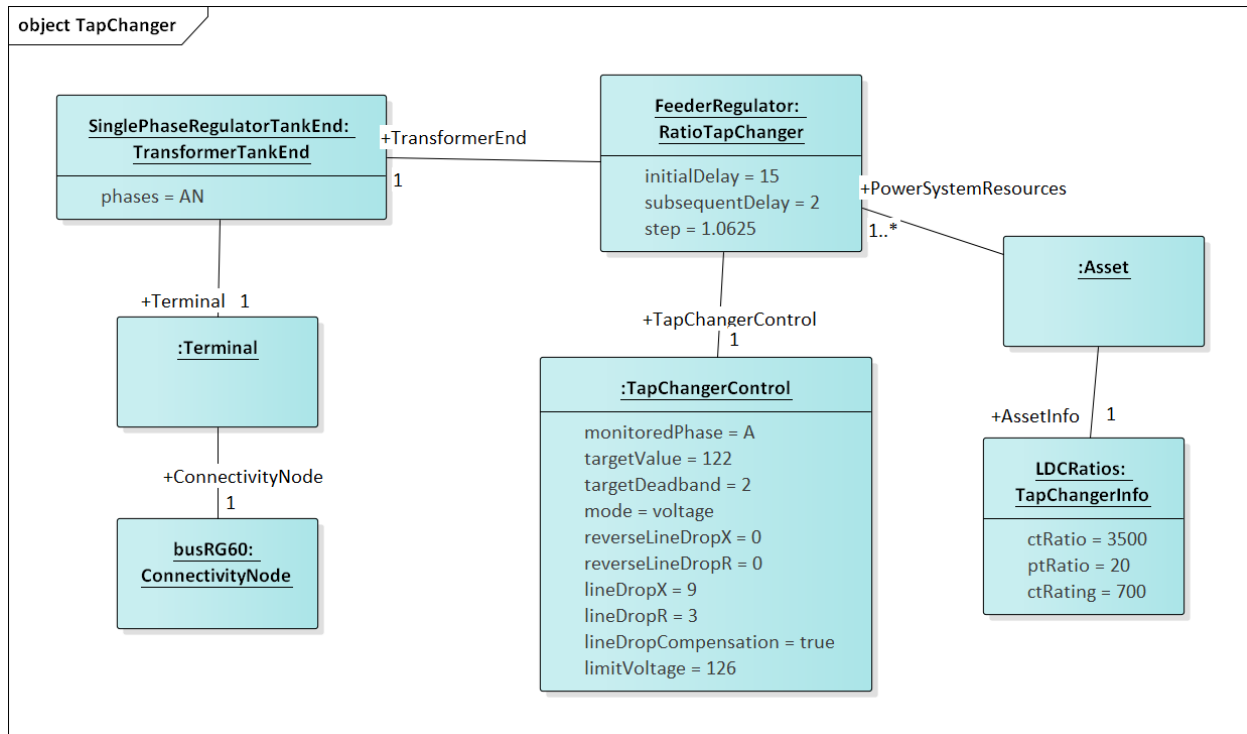 object TapChanger
SinglePhaseRegulatorTankEnd:
TransformerTankEnd
phases = AN
+TransformerEnd
1
FeederRegulator:
RatioTapChanger
initialDelay = 15
subsequentDelay = 2
step = 1.0625
+PowerSystemResources
1..*
:Asset
+Terminal 1
:Terminal
+TapChangerControl
1
:TapChangerControl
monitoredPhase = A
targetValue = 122
targetDeadband = 2
mode = voltage
reverseLineDropX = 0
reverseLineDropR = 0
lineDropX = 9
lineDropR = 3
lineDropCompensation = true
limitVoltage = 126
+AssetInfo 1
LDCRatios:
TapChangerInfo
ctRatio = 3500
ptRatio = 20
ctRating = 700
+ConnectivityNode
1
busRG60:
ConnectivityNode